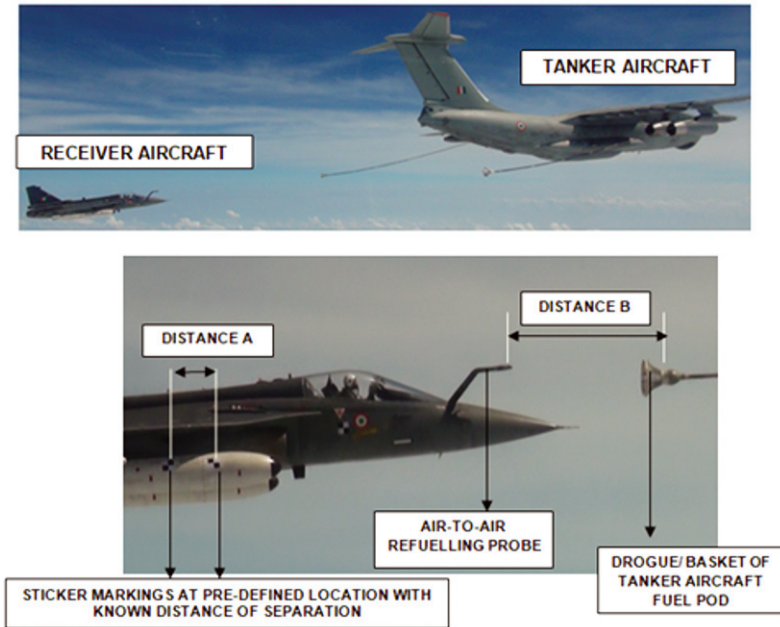 TANKER AIRCRAFT
RECEIVER AIRCRAFT
DISTANCE B
DISTANCE A
AIR-TO-AIR
REFUELLING PROBE
DROGUE/ BASKET OF
TANKER AIRCRAFT
FUEL POD
STICKER MARKINGS AT PRE-DEFINED LOCATION WITH
KNOWN DISTANCE OF SEPARATION